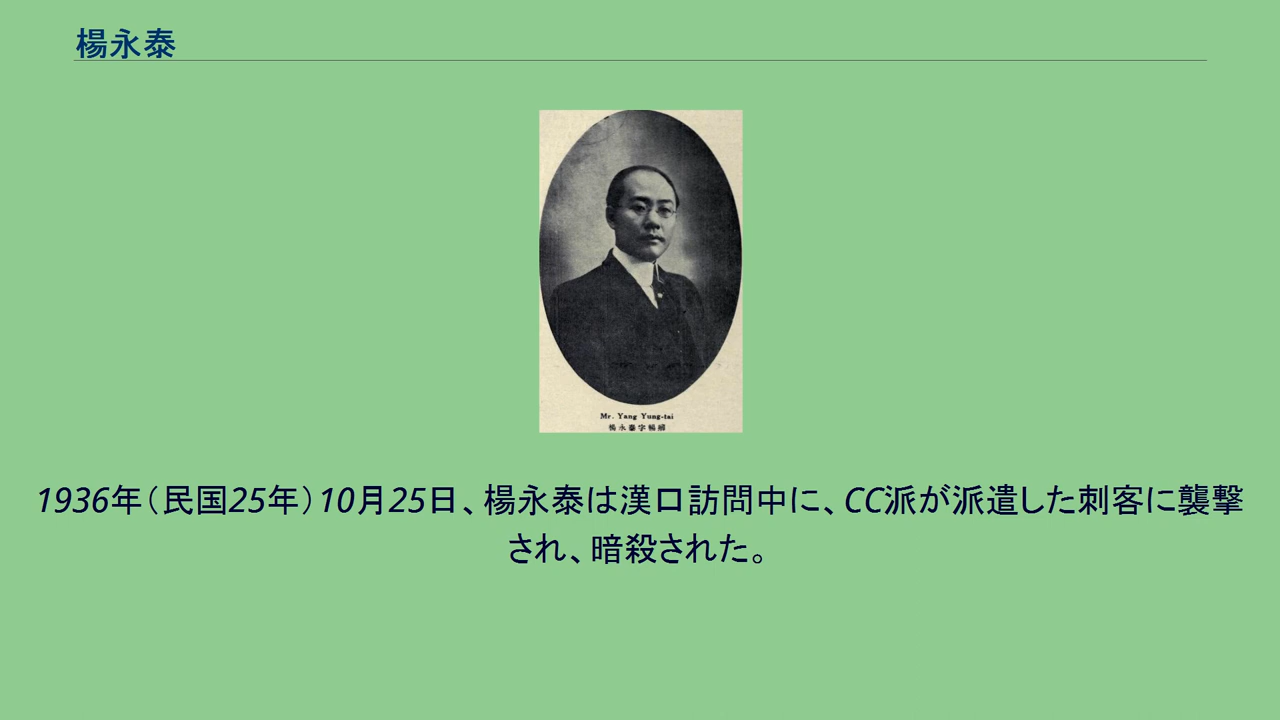 楊永泰
Mr. Yang Yung-tai
楊永泰字暢卿
1936年（民国25年）10月25日、楊永泰は漢口訪問中に、CC派が派遣した刺客に襲撃
され、暗殺された。